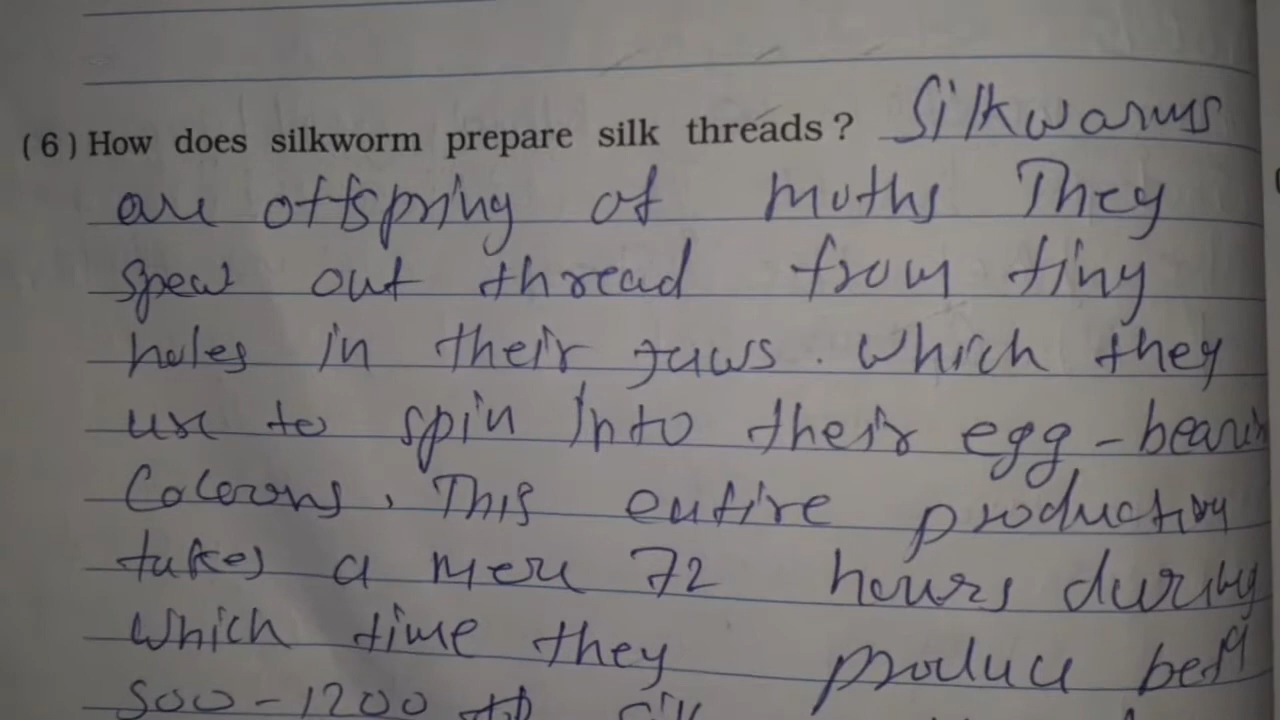 (6) How does silkworm prepare silk threads? Silkworms
are offspring of moths They
spew out thread from tiny
holes in their jaws. which they
use to spin into their egg-bearin
Cocoons, This entire production
takes a mere 72 hours during
which time they produce
500-1200